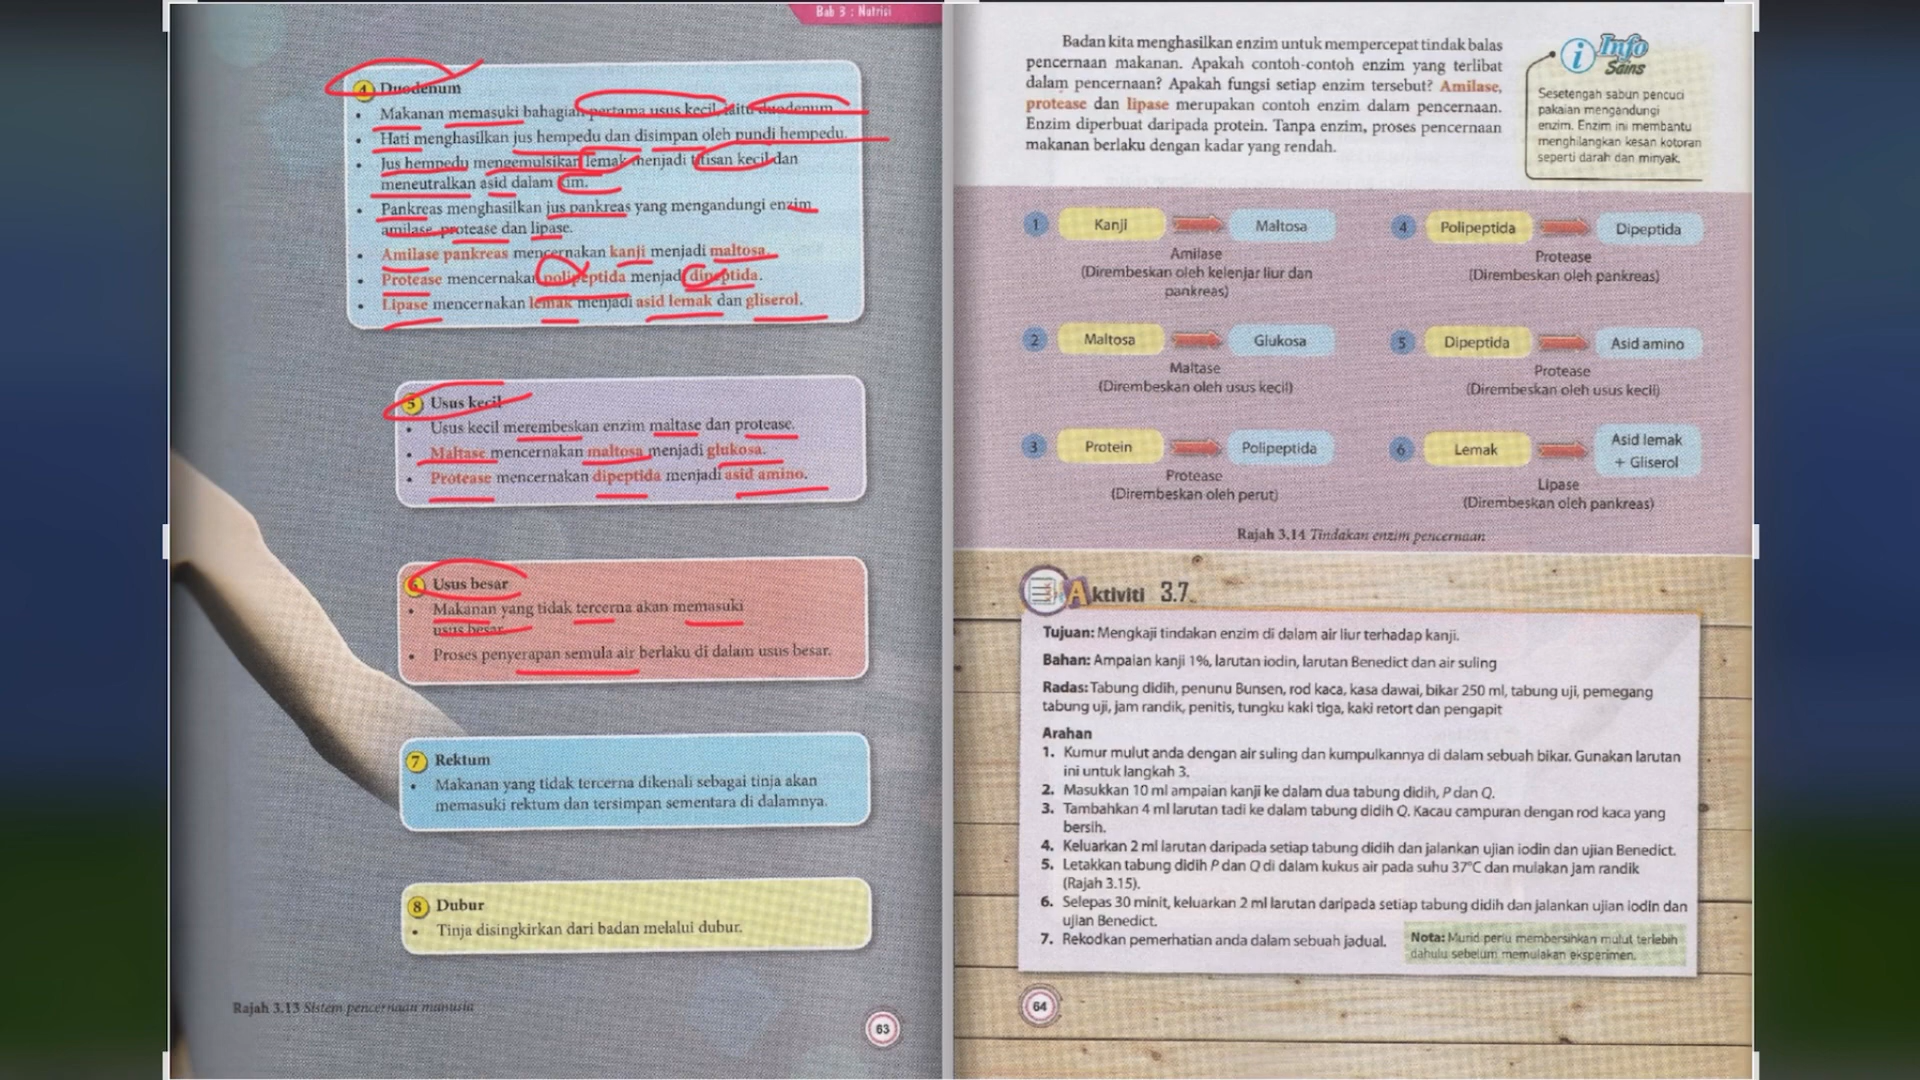 Bab 3 : Nutrisi
4 Duodenum
• Makanan memasuki bahagian pertama usus kecil, iaitu duodenum.
• Hati menghasilkan jus hempedu dan disimpan oleh pundi hempedu.
• Jus hempedu mengemulsikan lemak menjadi titisan kecil dan
meneutralkan asid dalam kim.
• Pankreas menghasilkan jus pankreas yang mengandungi enzim
amilase, protease dan lipase.
• Amilase pankreas mencernakan kanji menjadi maltosa.
• Protease mencernakan polipeptida menjadi dipeptida.
• Lipase mencernakan lemak menjadi asid lemak dan gliserol.
5 Usus kecil
• Usus kecil merembeskan enzim maltase dan protease.
• Maltase mencernakan maltosa menjadi glukosa.
• Protease mencernakan dipeptida menjadi asid amino.
6 Usus besar
• Makanan yang tidak tercerna akan memasuki
usus besar.
• Proses penyerapan semula air berlaku di dalam usus besar.
7 Rektum
• Makanan yang tidak tercerna dikenali sebagai tinja akan
memasuki rektum dan tersimpan sementara di dalamnya.
8 Dubur
• Tinja disingkirkan dari badan melalui dubur.
Rajah 3.13 Sistem pencernaan manusia
63
Badan kita menghasilkan enzim untuk mempercepat tindak balas
pencernaan makanan. Apakah contoh-contoh enzim yang terlibat
dalam pencernaan? Apakah fungsi setiap enzim tersebut? Amilase,
protease dan lipase merupakan contoh enzim dalam pencernaan.
Enzim diperbuat daripada protein. Tanpa enzim, proses pencernaan
makanan berlaku dengan kadar yang rendah.
i Info
Sains
Sesetengah sabun pencuci
pakaian mengandungi
enzim. Enzim ini membantu
menghilangkan kesan kotoran
seperti darah dan minyak.
1 Kanji Maltosa
Amilase
(Dirembeskan oleh kelenjar liur dan
pankreas)
2 Maltosa Glukosa
Maltase
(Dirembeskan oleh usus kecil)
3 Protein Polipeptida
Protease
(Dirembeskan oleh perut)
4 Polipeptida Dipeptida
Protease
(Dirembeskan oleh pankreas)
5 Dipeptida Asid amino
Protease
(Dirembeskan oleh usus kecil)
6 Lemak Asid lemak
+ Gliserol
Lipase
(Dirembeskan oleh pankreas)
Rajah 3.14 Tindakan enzim pencernaan
Aktiviti 3.7
Tujuan: Mengkaji tindakan enzim di dalam air liur terhadap kanji.
Bahan: Ampaian kanji 1%, larutan iodin, larutan Benedict dan air suling
Radas: Tabung didih, penunu Bunsen, rod kaca, kasa dawai, bikar 250 ml, tabung uji, pemegang
tabung uji, jam randik, penitis, tungku kaki tiga, kaki retort dan pengapit
Arahan
1. Kumur mulut anda dengan air suling dan kumpulkannya di dalam sebuah bikar. Gunakan larutan
ini untuk langkah 3.
2. Masukkan 10 ml ampaian kanji ke dalam dua tabung didih, P dan Q.
3. Tambahkan 4 ml larutan tadi ke dalam tabung didih Q. Kacau campuran dengan rod kaca yang
bersih.
4. Keluarkan 2 ml larutan daripada setiap tabung didih dan jalankan ujian iodin dan ujian Benedict.
5. Letakkan tabung didih P dan Q di dalam kukus air pada suhu 37°C dan mulakan jam randik
(Rajah 3.15).
6. Selepas 30 minit, keluarkan 2 ml larutan daripada setiap tabung didih dan jalankan ujian iodin dan
ujian Benedict.
7. Rekodkan pemerhatian anda dalam sebuah jadual.
Nota: Murid perlu membersihkan mulut terlebih
dahulu sebelum memulakan eksperimen.
64